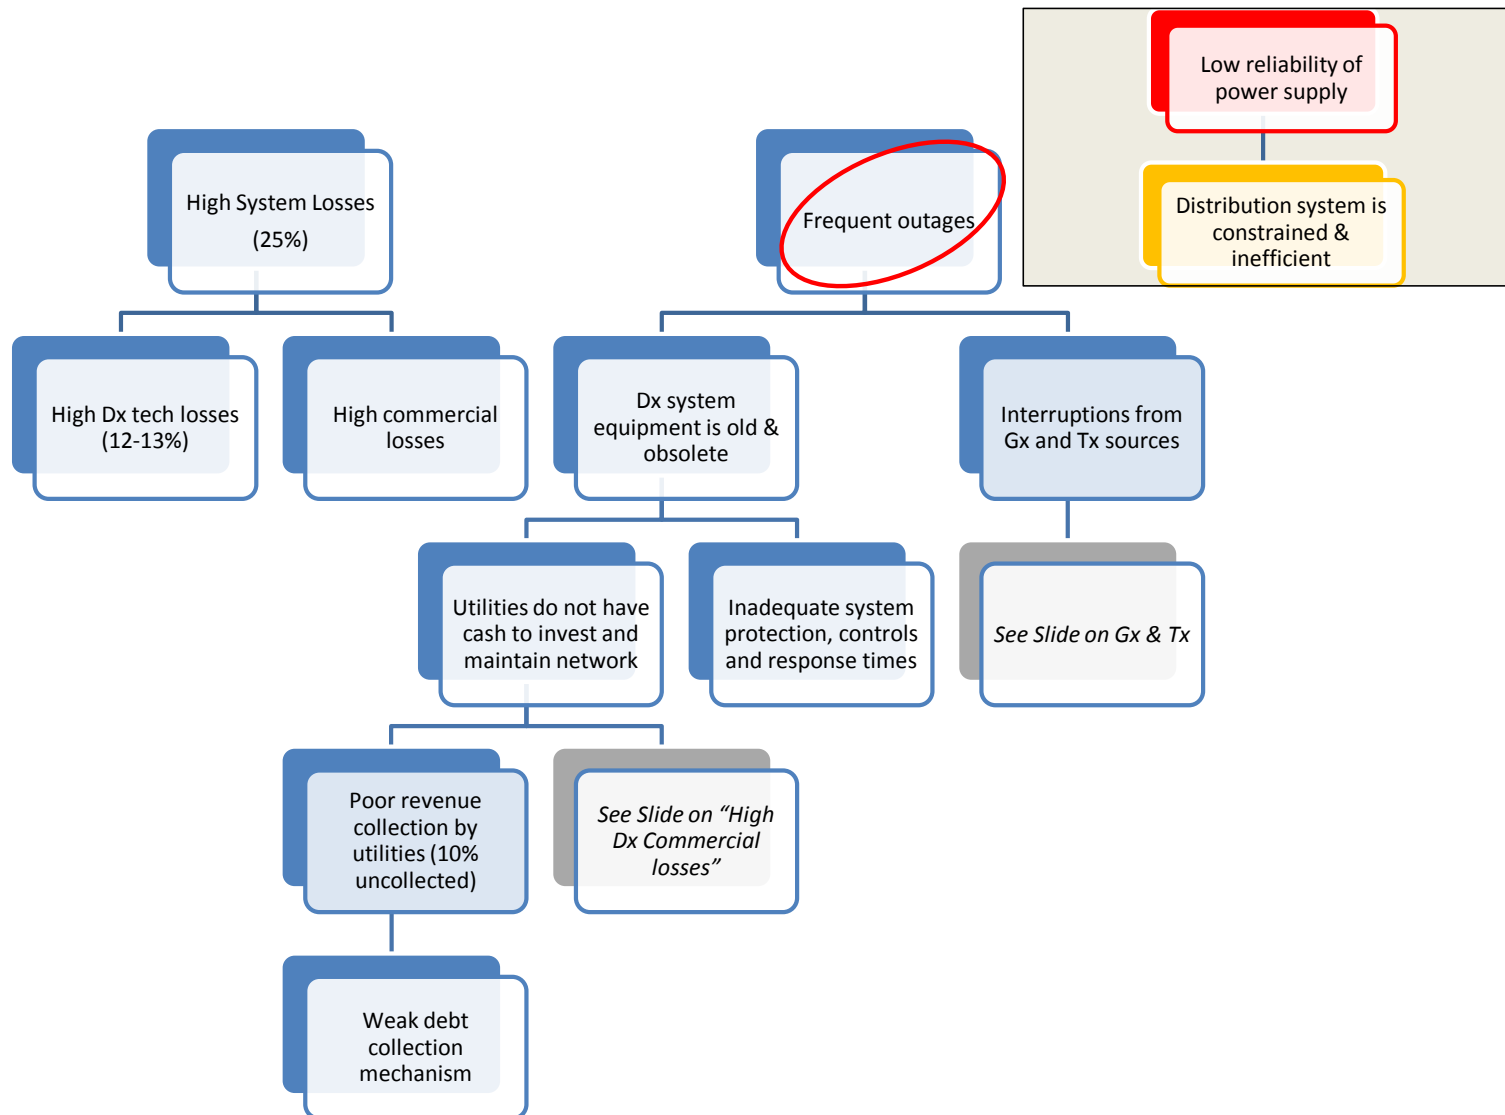 Low reliability of
power supply
Distribution system is
constrained &
inefficient
High System Losses
(25%)
Frequent outages
High Dx tech losses
(12-13%)
High commercial
losses
Dx system
equipment is old &
obsolete
Interruptions from
Gx and Tx sources
Utilities do not have
cash to invest and
maintain network
Inadequate system
protection, controls
and response times
See Slide on Gx & Tx
Poor revenue
collection by
utilities (10%
uncollected)
See Slide on “High
Dx Commercial
losses”
Weak debt
collection
mechanism